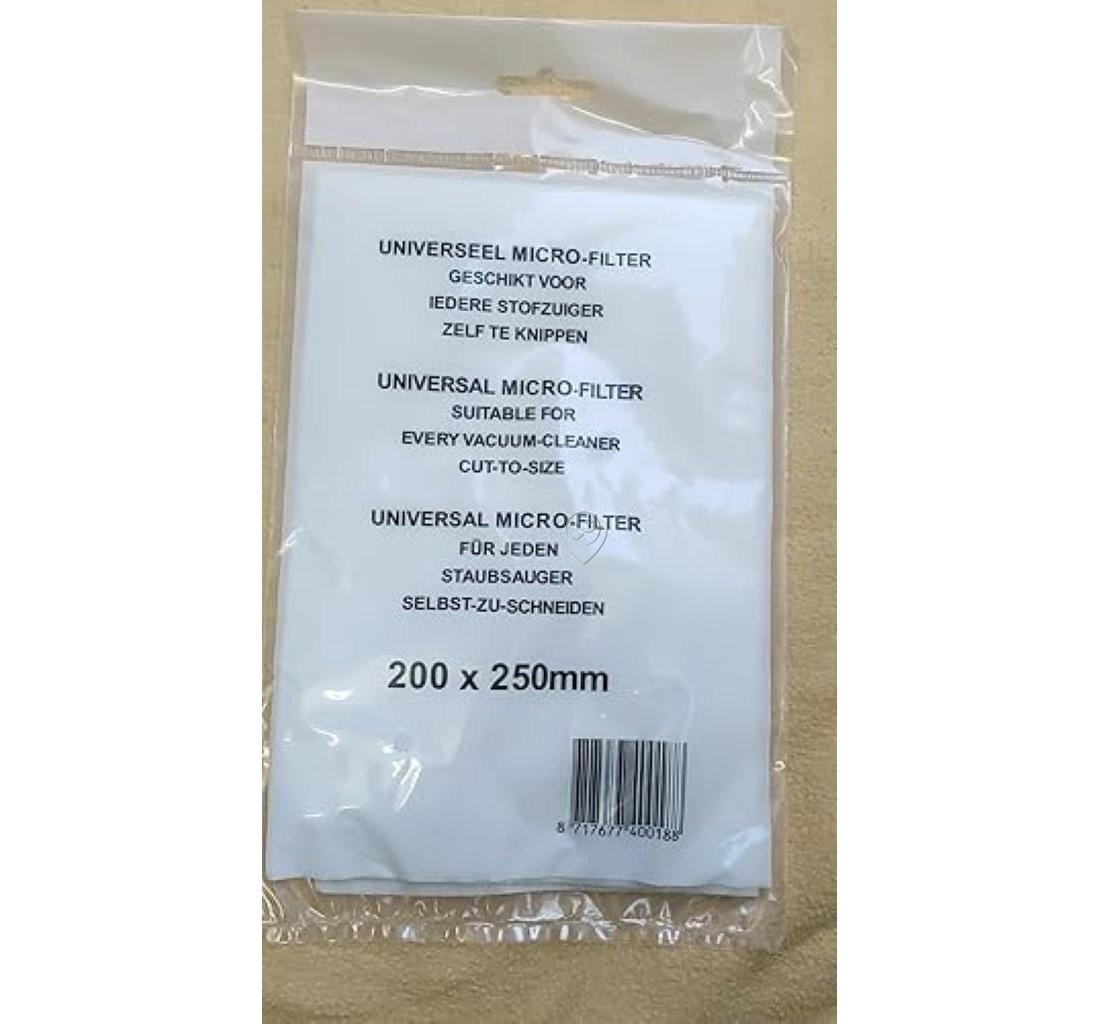 UNIVERSEEL MICRO-FILTER
GESCHIKT VOOR
IEDERE STOFZUIGER
ZELF TE KNIPPEN
UNIVERSAL MICRO-FILTER
SUITABLE FOR
EVERY VACUUM-CLEANER
CUT-TO-SIZE
UNIVERSAL MICRO-FILTER
FÜR JEDEN
STAUBSAUGER
SELBST-ZU-SCHNEIDEN
200 x 250mm
8 717677 400188